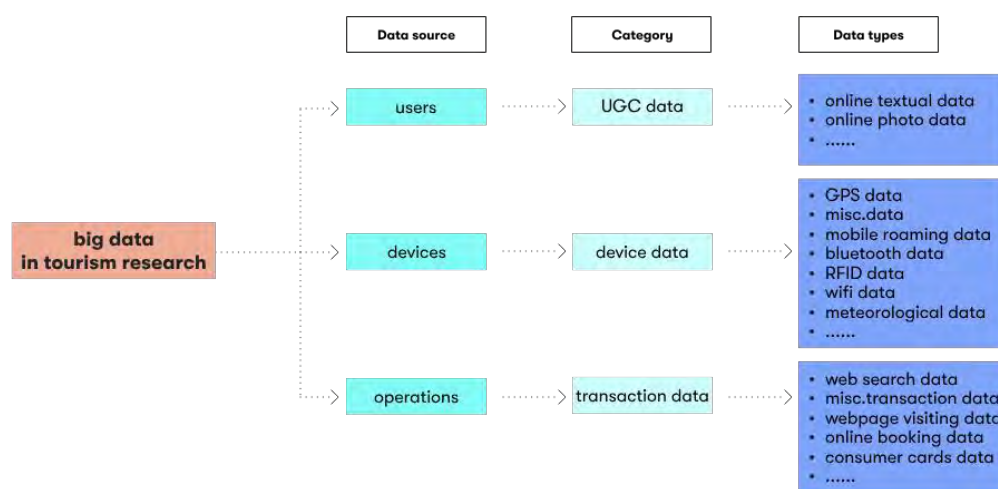 Data source
Category
Data types
big data
in tourism research
users
UGC data
• online textual data
• online photo data
• ......
devices
device data
• GPS data
• misc.data
• mobile roaming data
• bluetooth data
• RFID data
• wifi data
• meteorological data
• ......
operations
transaction data
• web search data
• misc.transaction data
• webpage visiting data
• online booking data
• consumer cards data
• ......